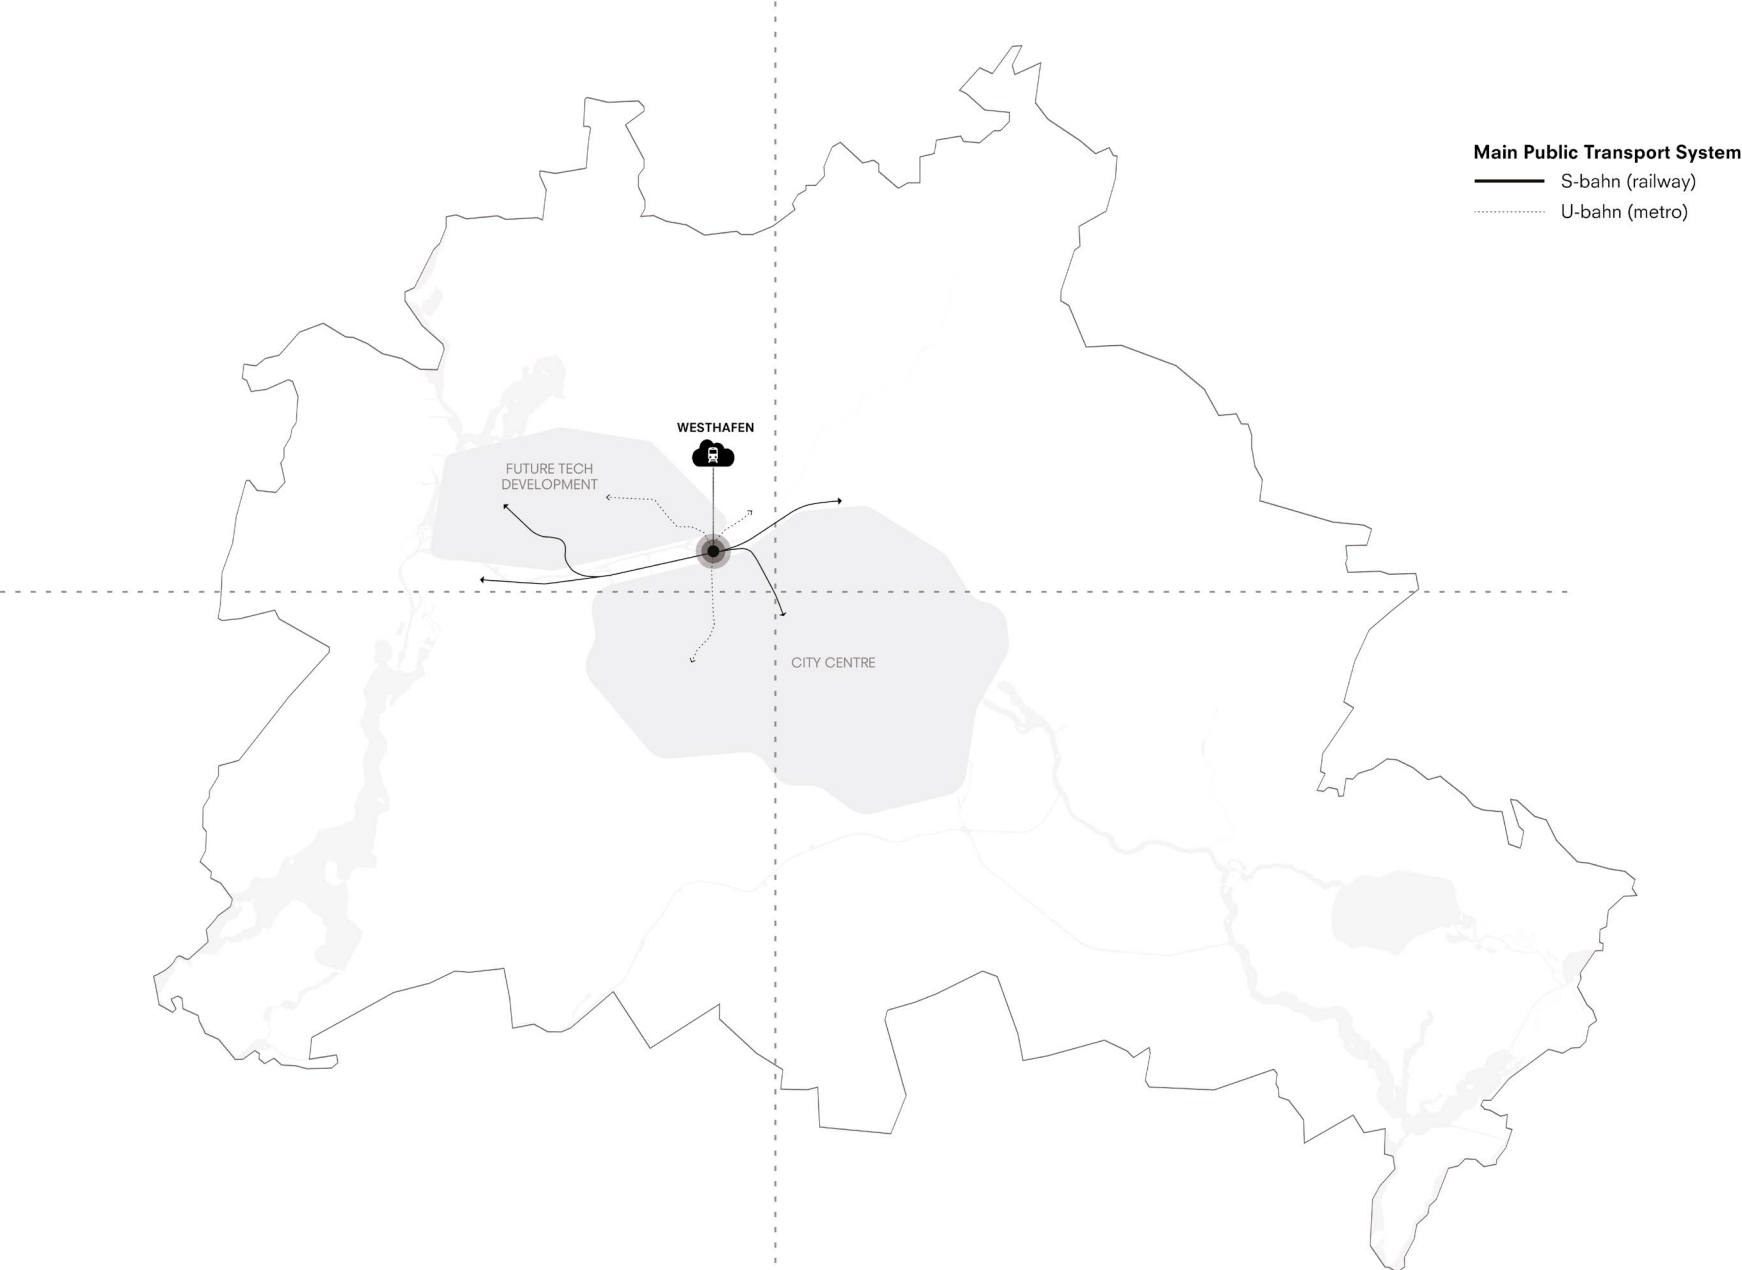 Main Public Transport System
S-bahn (railway)
U-bahn (metro)
WESTHAFEN
FUTURE TECH
DEVELOPMENT
CITY CENTRE